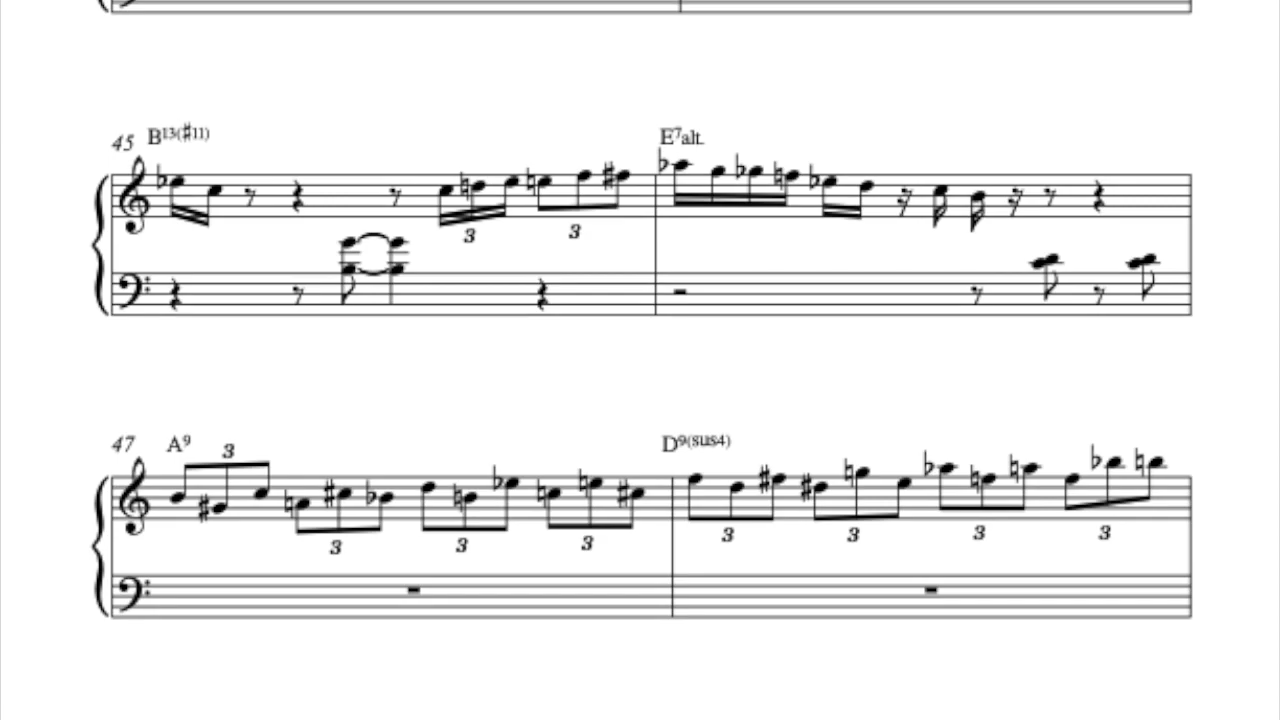 45 B13(♯11) E7alt.
3 3
47 A9 3 D9(sus4)
3 3 3 3 3 3 3